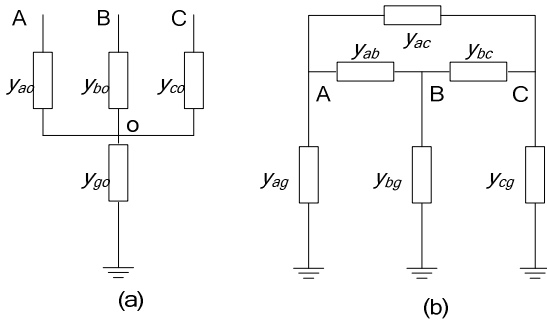 A B C
yao ybo yco
o
ygo
(a)
yac
yab ybc
A B C
yag ybg ycg
(b)